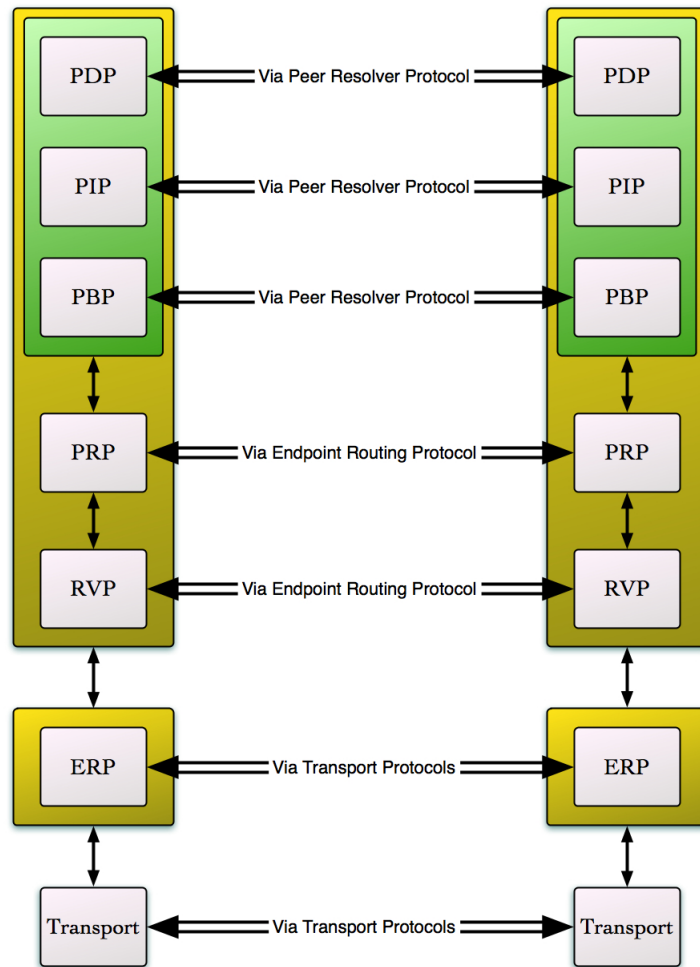 PDP Via Peer Resolver Protocol PDP
PIP Via Peer Resolver Protocol PIP
PBP Via Peer Resolver Protocol PBP
PRP Via Endpoint Routing Protocol PRP
RVP Via Endpoint Routing Protocol RVP
ERP Via Transport Protocols ERP
Transport Via Transport Protocols Transport